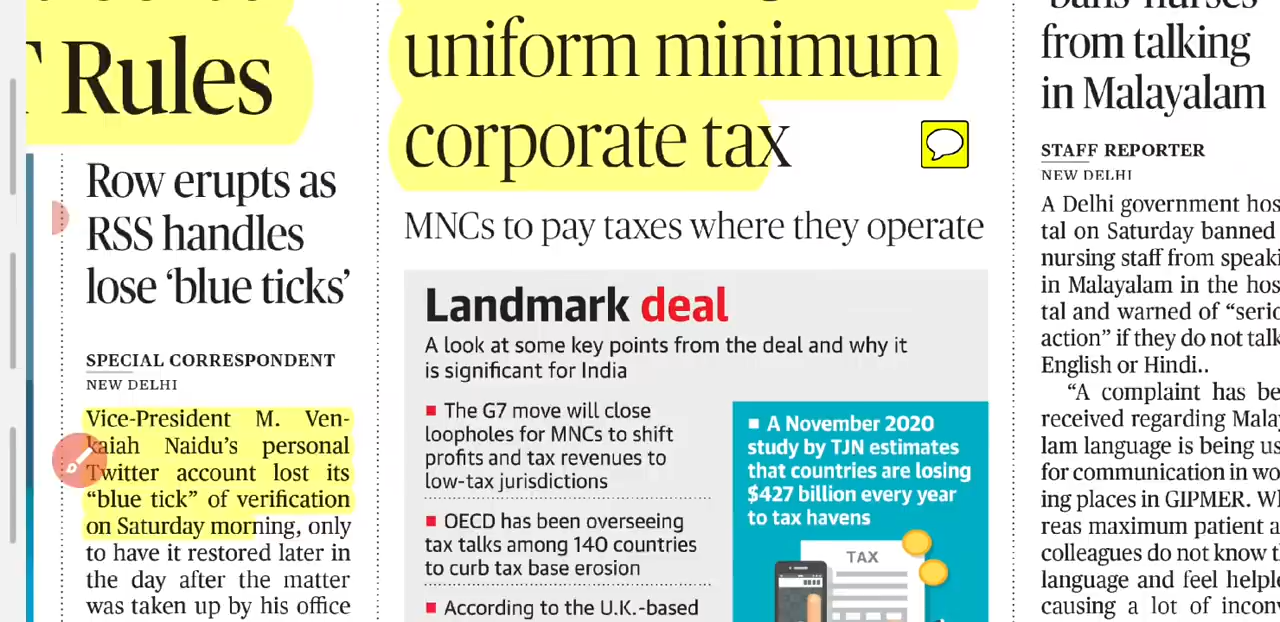 Rules
Row erupts as
RSS handles
lose ‘blue ticks’
SPECIAL CORRESPONDENT
NEW DELHI
Vice-President M. Ven-
kaiah Naidu’s personal
Twitter account lost its
“blue tick” of verification
on Saturday morning, only
to have it restored later in
the day after the matter
was taken up by his office
uniform minimum
corporate tax
MNCs to pay taxes where they operate
Landmark deal
A look at some key points from the deal and why it
is significant for India
■ The G7 move will close
loopholes for MNCs to shift
profits and tax revenues to
low-tax jurisdictions
■ OECD has been overseeing
tax talks among 140 countries
to curb tax base erosion
■ According to the U.K.-based
■ A November 2020
study by TJN estimates
that countries are losing
$427 billion every year
to tax havens
TAX
from talking
in Malayalam
STAFF REPORTER
NEW DELHI
A Delhi government hos
tal on Saturday banned
nursing staff from speaki
in Malayalam in the hos
tal and warned of “serio
action” if they do not talk
English or Hindi..
“A complaint has be
received regarding Malay
lam language is being us
for communication in wo
ing places in GIPMER. Wh
reas maximum patient a
colleagues do not know th
language and feel helple
causing a lot of inconv